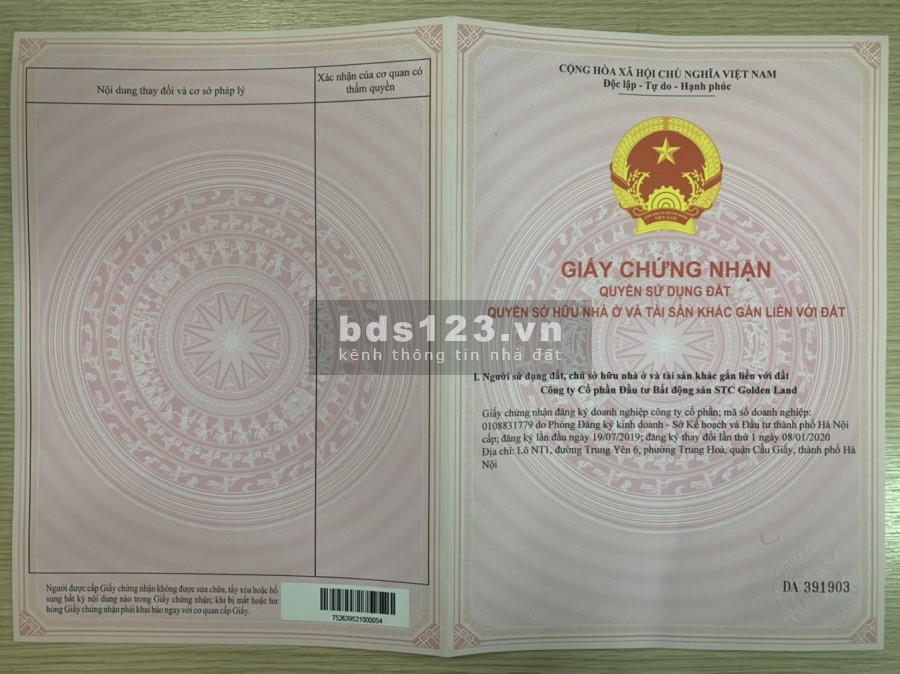 Nội dung thay đổi và cơ sở pháp lý
Xác nhận của cơ quan có
thẩm quyền
Người được cấp Giấy chứng nhận không được sửa chữa, tẩy xóa hoặc bổ
sung bất kỳ nội dung nào trong Giấy chứng nhận; khi bị mất hoặc hư
hỏng Giấy chứng nhận phải khai báo ngay với cơ quan cấp Giấy.
752639521000054
CỘNG HÒA XÃ HỘI CHỦ NGHĨA VIỆT NAM
Độc lập - Tự do - Hạnh phúc
VIỆT NAM
GIẤY CHỨNG NHẬN
QUYỀN SỬ DỤNG ĐẤT
QUYỀN SỞ HỮU NHÀ Ở VÀ TÀI SẢN KHÁC GẮN LIỀN VỚI ĐẤT
bds123.vn
kênh thông tin nhà đất
I. Người sử dụng đất, chủ sở hữu nhà ở và tài sản khác gắn liền với đất
Công ty Cổ phần Đầu tư Bất động sản STC Golden Land
Giấy chứng nhận đăng ký doanh nghiệp công ty cổ phần; mã số doanh nghiệp:
0108831779 do Phòng Đăng ký kinh doanh - Sở Kế hoạch và Đầu tư thành phố Hà Nội
cấp; đăng ký lần đầu ngày 19/07/2019; đăng ký thay đổi lần thứ 1 ngày 08/01/2020
Địa chỉ: Lô NT1, đường Trung Yên 6, phường Trung Hoà, quận Cầu Giấy, thành phố Hà
Nội
DA 391903